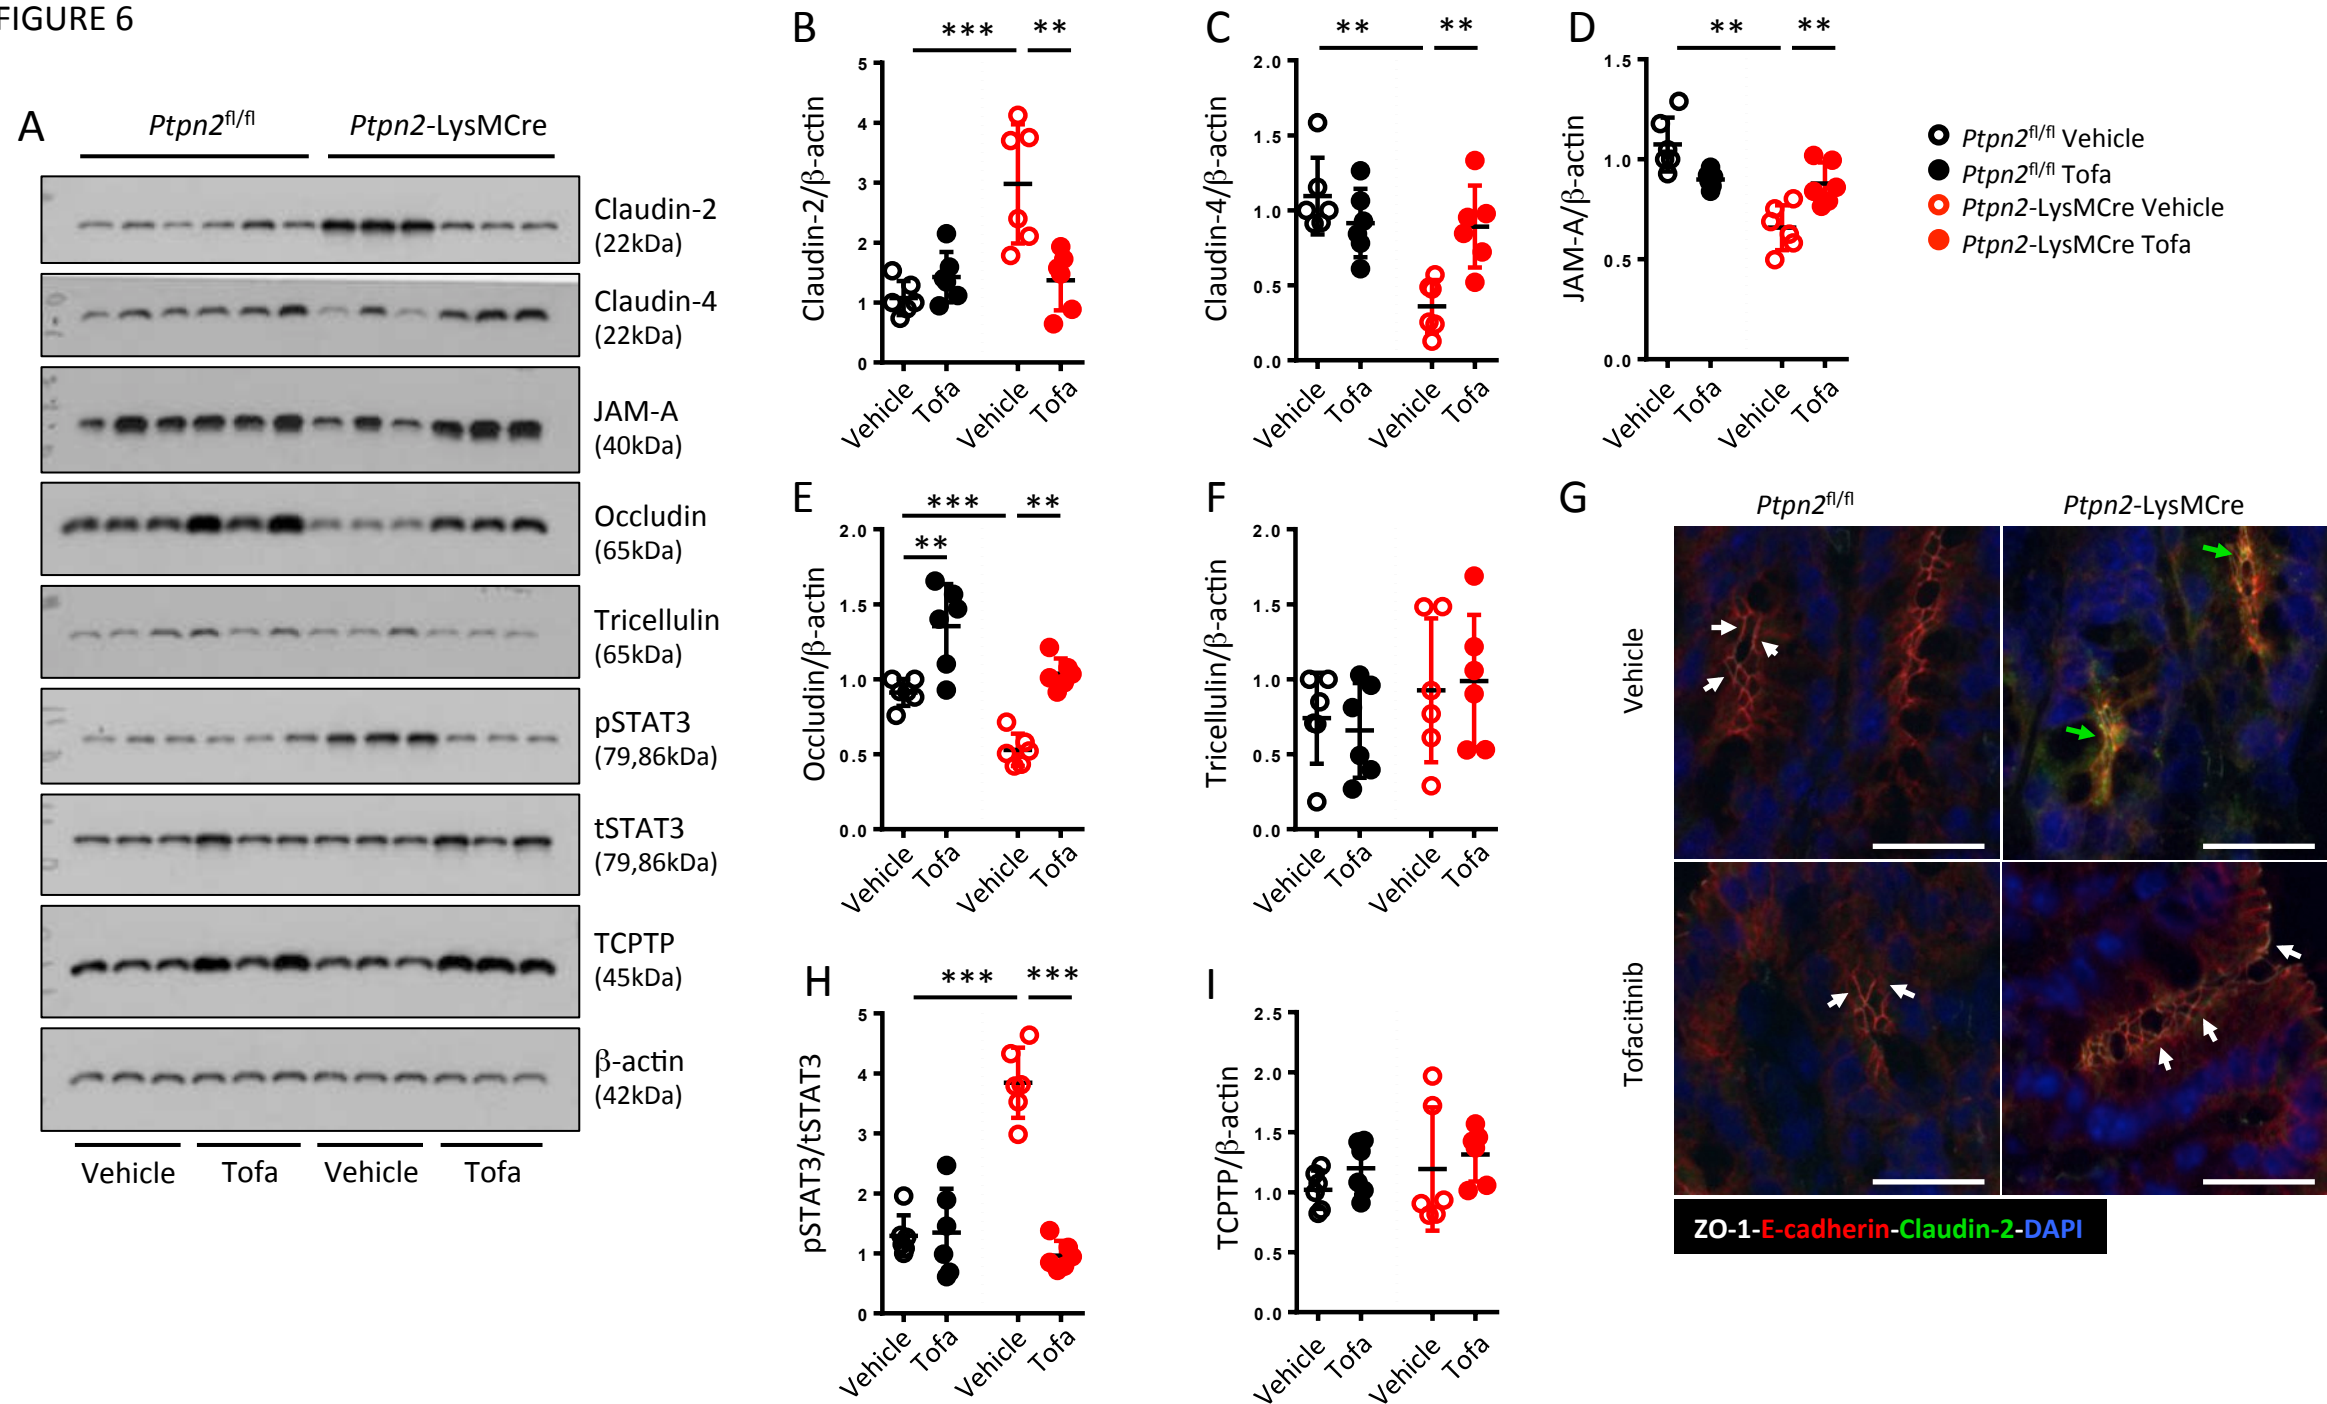 FIGURE 6
A
Ptpn2fl/fl
Ptpn2-LysMCre
Claudin-2
(22kDa)
Claudin-4
(22kDa)
JAM-A
(40kDa)
Occludin
(65kDa)
Tricellulin
(65kDa)
pSTAT3
(79,86kDa)
tSTAT3
(79,86kDa)
TCPTP
(45kDa)
β-actin
(42kDa)
Vehicle
Tofa
Vehicle
Tofa
B
*** **
Claudin-2/β-actin
5
4
3
2
1
0
Vehicle
Tofa
Vehicle
Tofa
C
** **
Claudin-4/β-actin
2.0
1.5
1.0
0.5
0.0
Vehicle
Tofa
Vehicle
Tofa
D
** **
JAM-A/β-actin
1.5
1.0
0.5
0.0
Vehicle
Tofa
Vehicle
Tofa
Ptpn2fl/fl Vehicle
Ptpn2fl/fl Tofa
Ptpn2-LysMCre Vehicle
Ptpn2-LysMCre Tofa
E
*** **
**
Occludin/β-actin
2.0
1.5
1.0
0.5
0.0
Vehicle
Tofa
Vehicle
Tofa
F
Tricellulin/β-actin
2.0
1.5
1.0
0.5
0.0
Vehicle
Tofa
Vehicle
Tofa
G
Ptpn2fl/fl
Ptpn2-LysMCre
Vehicle
Tofacitinib
ZO-1-E-cadherin-Claudin-2-DAPI
H
*** ***
pSTAT3/tSTAT3
5
4
3
2
1
0
Vehicle
Tofa
Vehicle
Tofa
I
TCPTP/β-actin
2.5
2.0
1.5
1.0
0.5
0.0
Vehicle
Tofa
Vehicle
Tofa